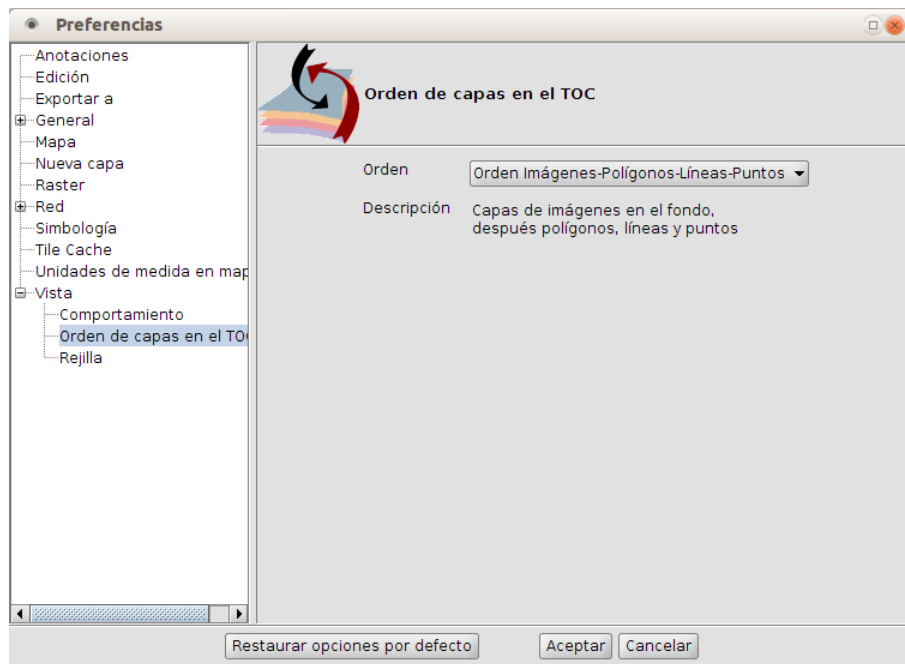 Preferencias
Anotaciones
Edición
Exportar a
General
Mapa
Nueva capa
Raster
Red
Simbología
Tile Cache
Unidades de medida en map
Vista
Comportamiento
Orden de capas en el TO
Rejilla
Orden de capas en el TOC
Orden
Orden Imágenes-Polígonos-Líneas-Puntos
Descripción
Capas de imágenes en el fondo,
después polígonos, líneas y puntos
Restaurar opciones por defecto
Aceptar
Cancelar